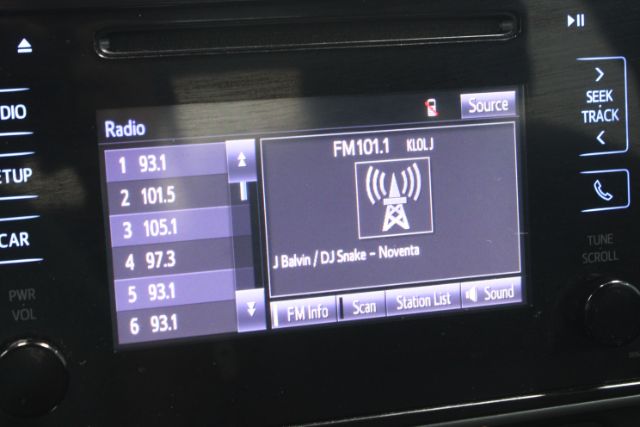 DIO
ETUP
CAR
PWR
VOL
Radio
Source
1 93.1
2 101.5
3 105.1
4 97.3
5 93.1
6 93.1
FM 101.1 KLOL J
J Balvin / DJ Snake - Noventa
FM Info
Scan
Station List
Sound
SEEK
TRACK
TUNE
SCROLL